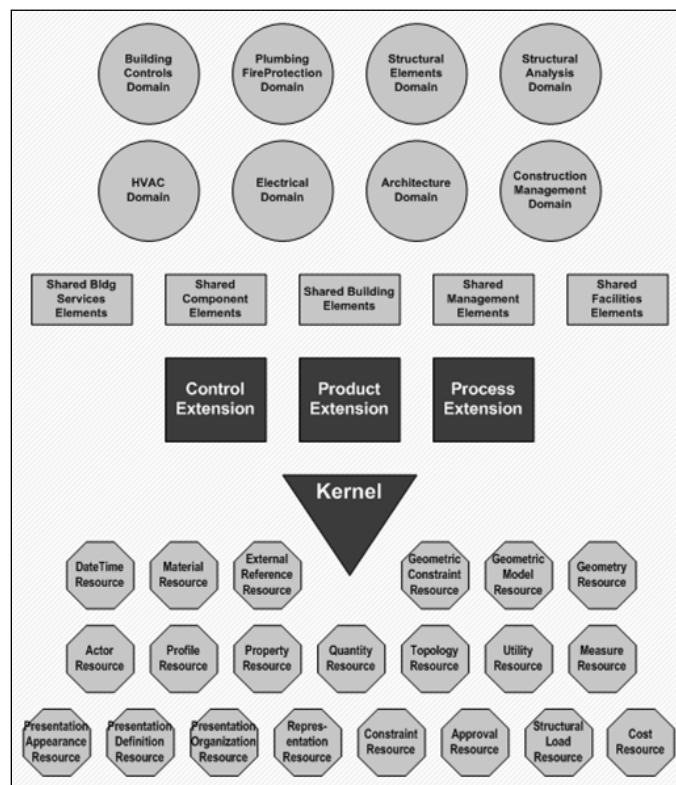 Building
Controls
Domain
Plumbing
FireProtection
Domain
Structural
Elements
Domain
Structural
Analysis
Domain
HVAC
Domain
Electrical
Domain
Architecture
Domain
Construction
Management
Domain
Shared Bldg
Services
Elements
Shared
Component
Elements
Shared Building
Elements
Shared
Management
Elements
Shared
Facilities
Elements
Control
Extension
Product
Extension
Process
Extension
Kernel
DateTime
Resource
Material
Resource
External
Reference
Resource
Geometric
Constraint
Resource
Geometric
Model
Resource
Geometry
Resource
Actor
Resource
Profile
Resource
Property
Resource
Quantity
Resource
Topology
Resource
Utility
Resource
Measure
Resource
Presentation
Appearance
Resource
Presentation
Definition
Resource
Presentation
Organization
Resource
Repres-
entation
Resource
Constraint
Resource
Approval
Resource
Structural
Load
Resource
Cost
Resource